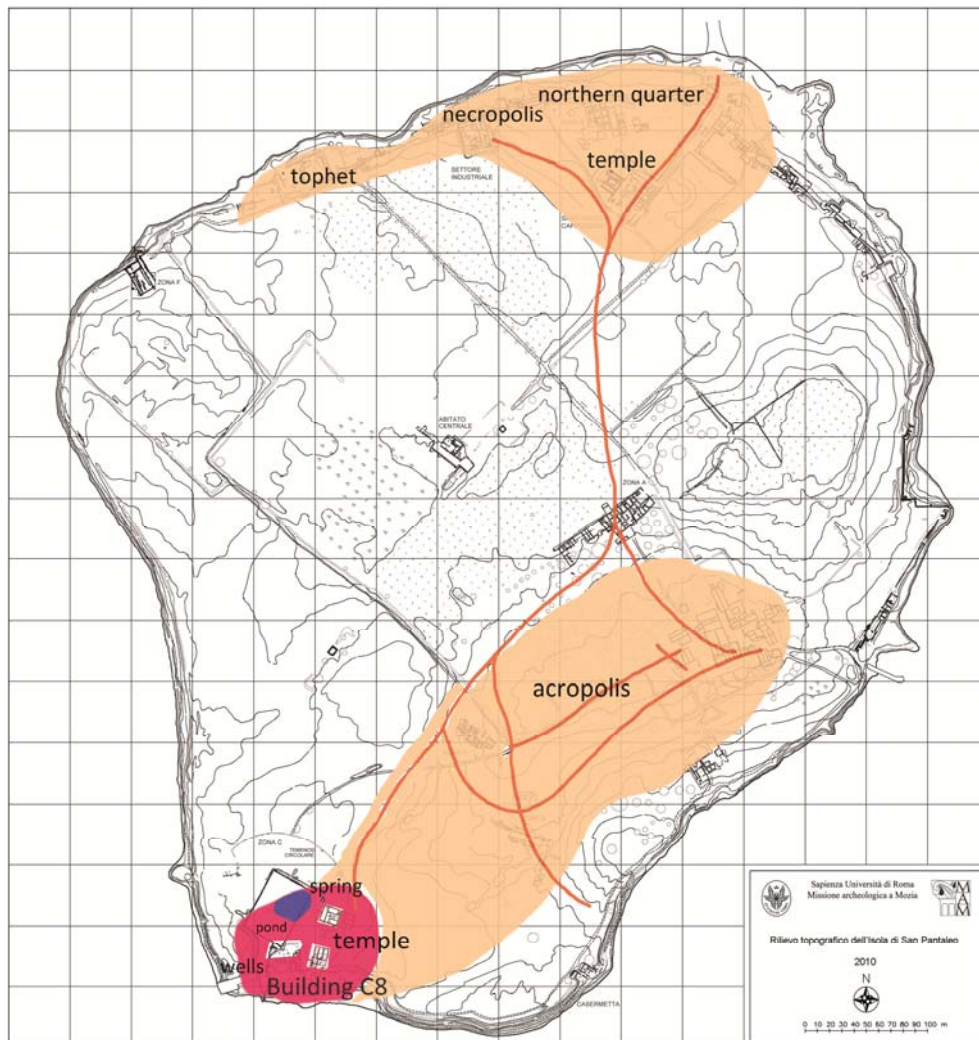 northern quarter
necropolis
temple
tophet
SETTORE
INDUSTRIALE
ZONA F
ABITATO
CENTRALE
ZONA A
acropolis
ZONA C
TEMENOS
CIRCOLARE
spring
pond
temple
wells
Building C8
CASERMETTA
Sapienza Università di Roma
Missione archeologica a Mozia
Rilievo topografico dell'Isola di San Pantaleo
2010
N
0 10 20 30 40 50 60 70 80 90 100 m